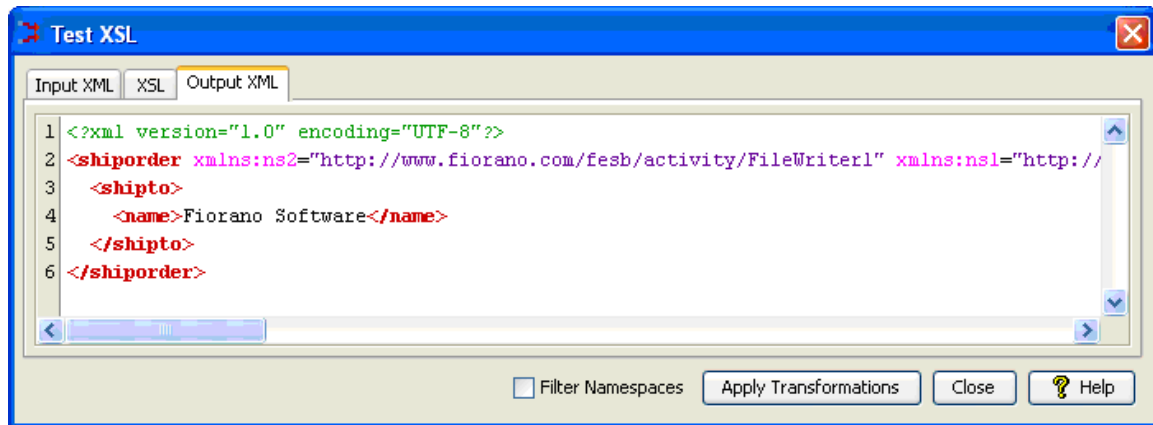 Test XSL
Input XML XSL Output XML
1 <?xml version="1.0" encoding="UTF-8"?>
2 <shiporder xmlns:ns2="http://www.fiorano.com/fesb/activity/FileWriter1" xmlns:ns1="http://
3 <shipto>
4 <name>Fiorano Software</name>
5 </shipto>
6 </shiporder>
Filter Namespaces Apply Transformations Close ? Help